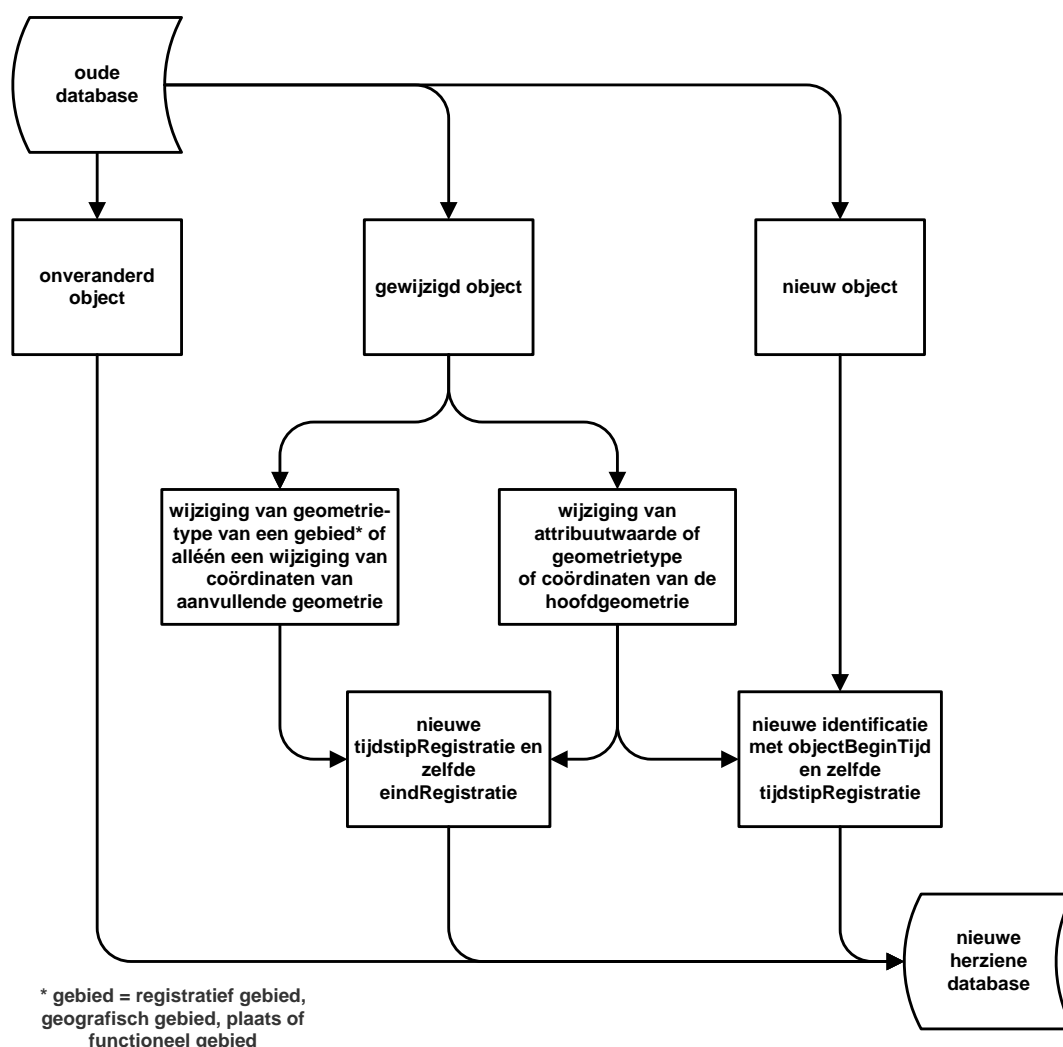 oude
database
onveranderd
object
gewijzigd object
nieuw object
wijziging van geometrie-
type van een gebied* of
alléén een wijziging van
coördinaten van
aanvullende geometrie
wijziging van
attribuutwaarde of
geometrietype
of coördinaten van de
hoofdgeometrie
nieuwe
tijdstipRegistratie en
zelfde
eindRegistratie
nieuwe identificatie
met objectBeginTijd
en zelfde
tijdstipRegistratie
nieuwe
herziene
database
* gebied = registratief gebied,
geografisch gebied, plaats of
functioneel gebied